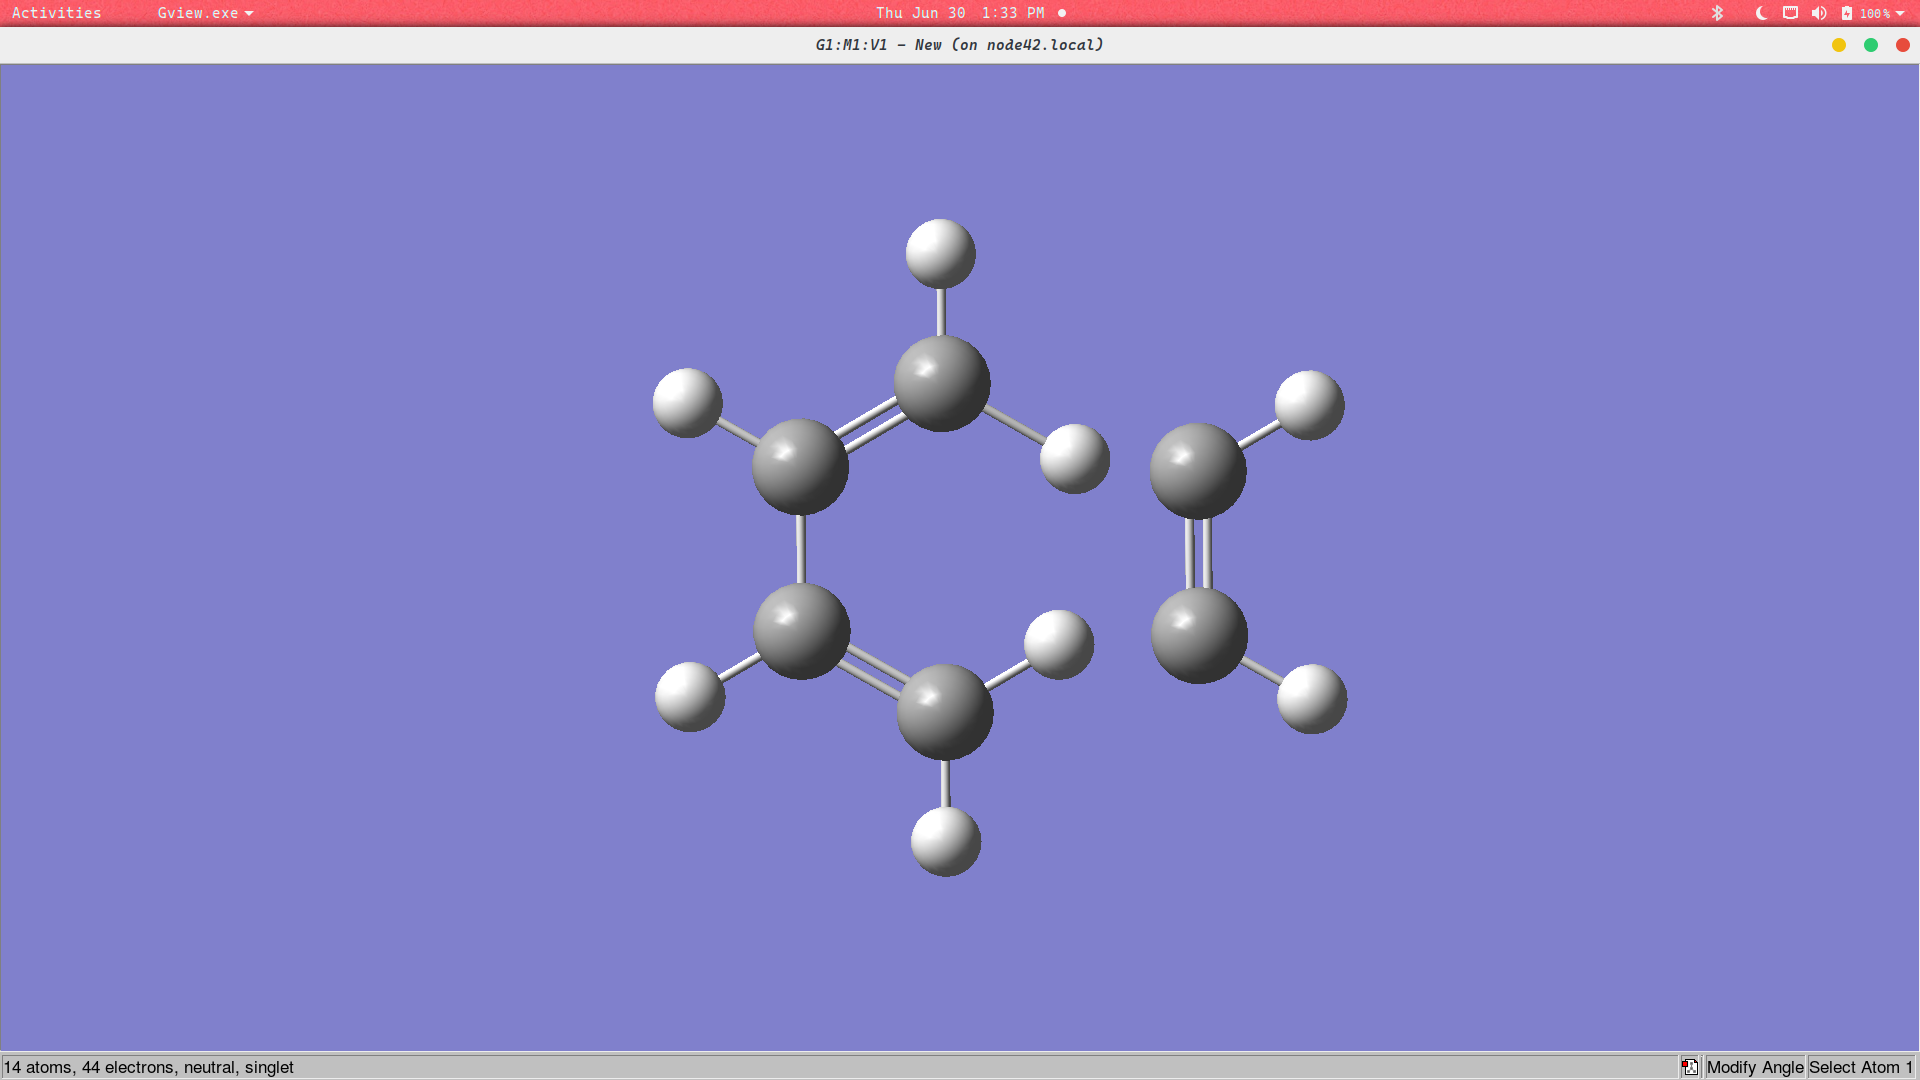 Activities Gview.exe Thu Jun 30 1:33 PM 100%
G1:M1:V1 - New (on node42.local)
14 atoms, 44 electrons, neutral, singlet Modify Angle Select Atom 1